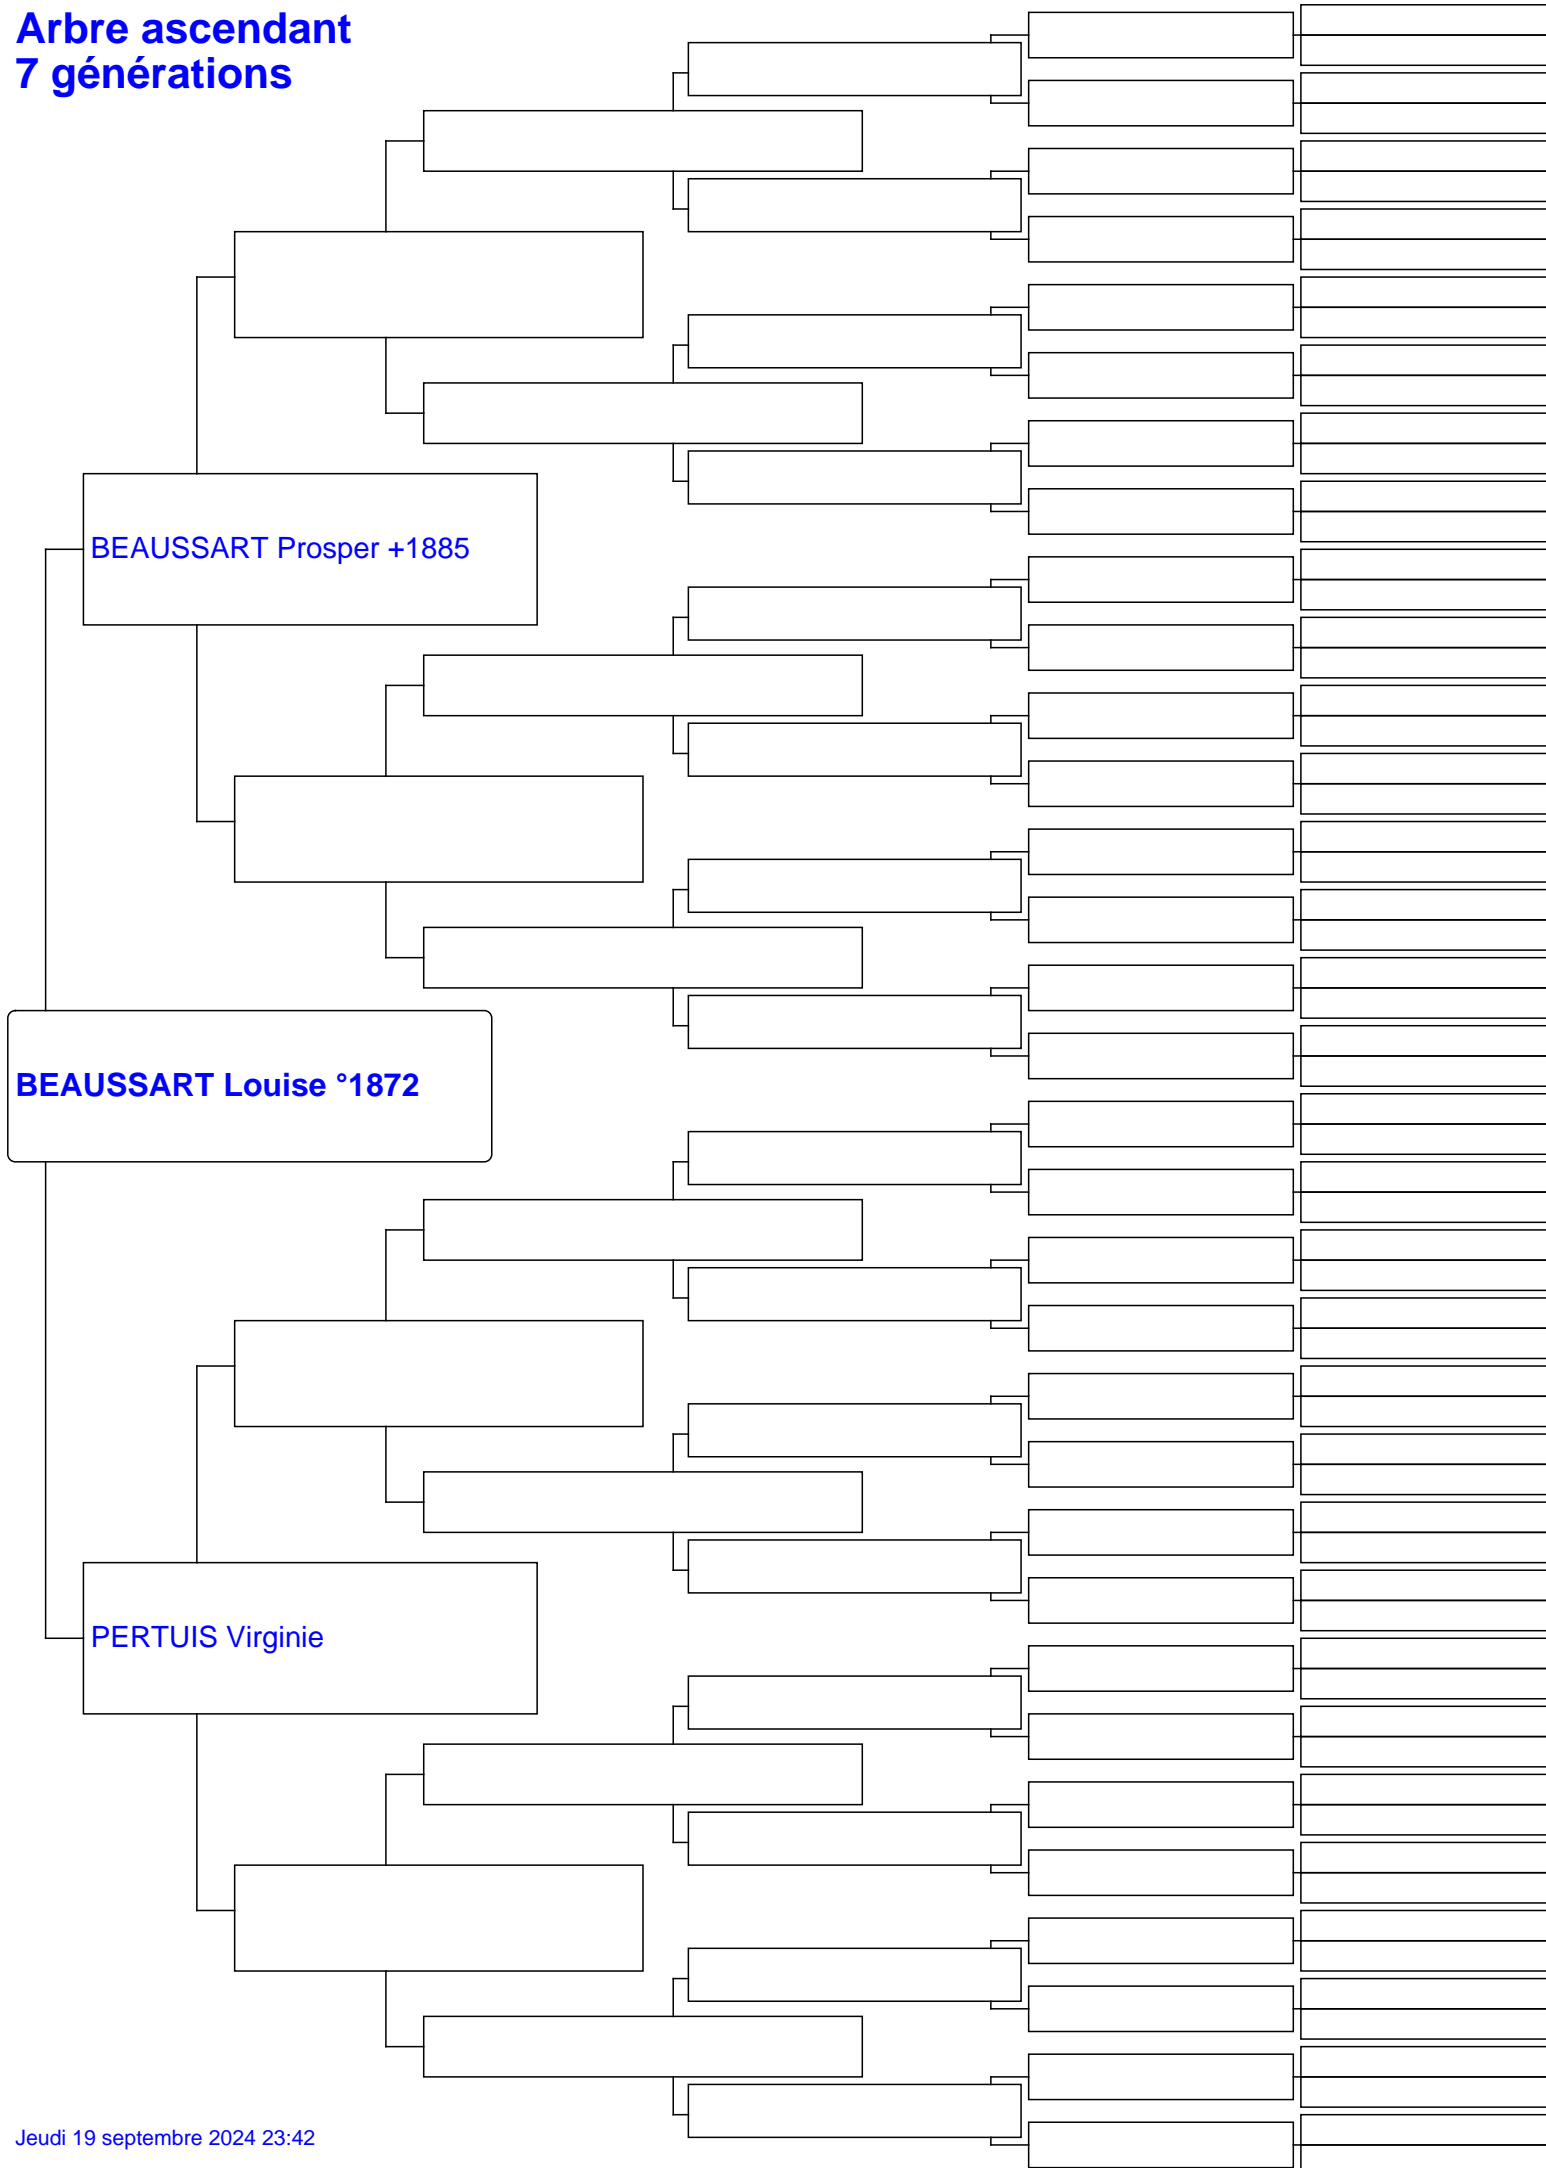 Arbre ascendant
7 générations
BEAUSSART Prosper +1885
BEAUSSART Louise °1872
PERTUIS Virginie
Jeudi 19 septembre 2024 23:42